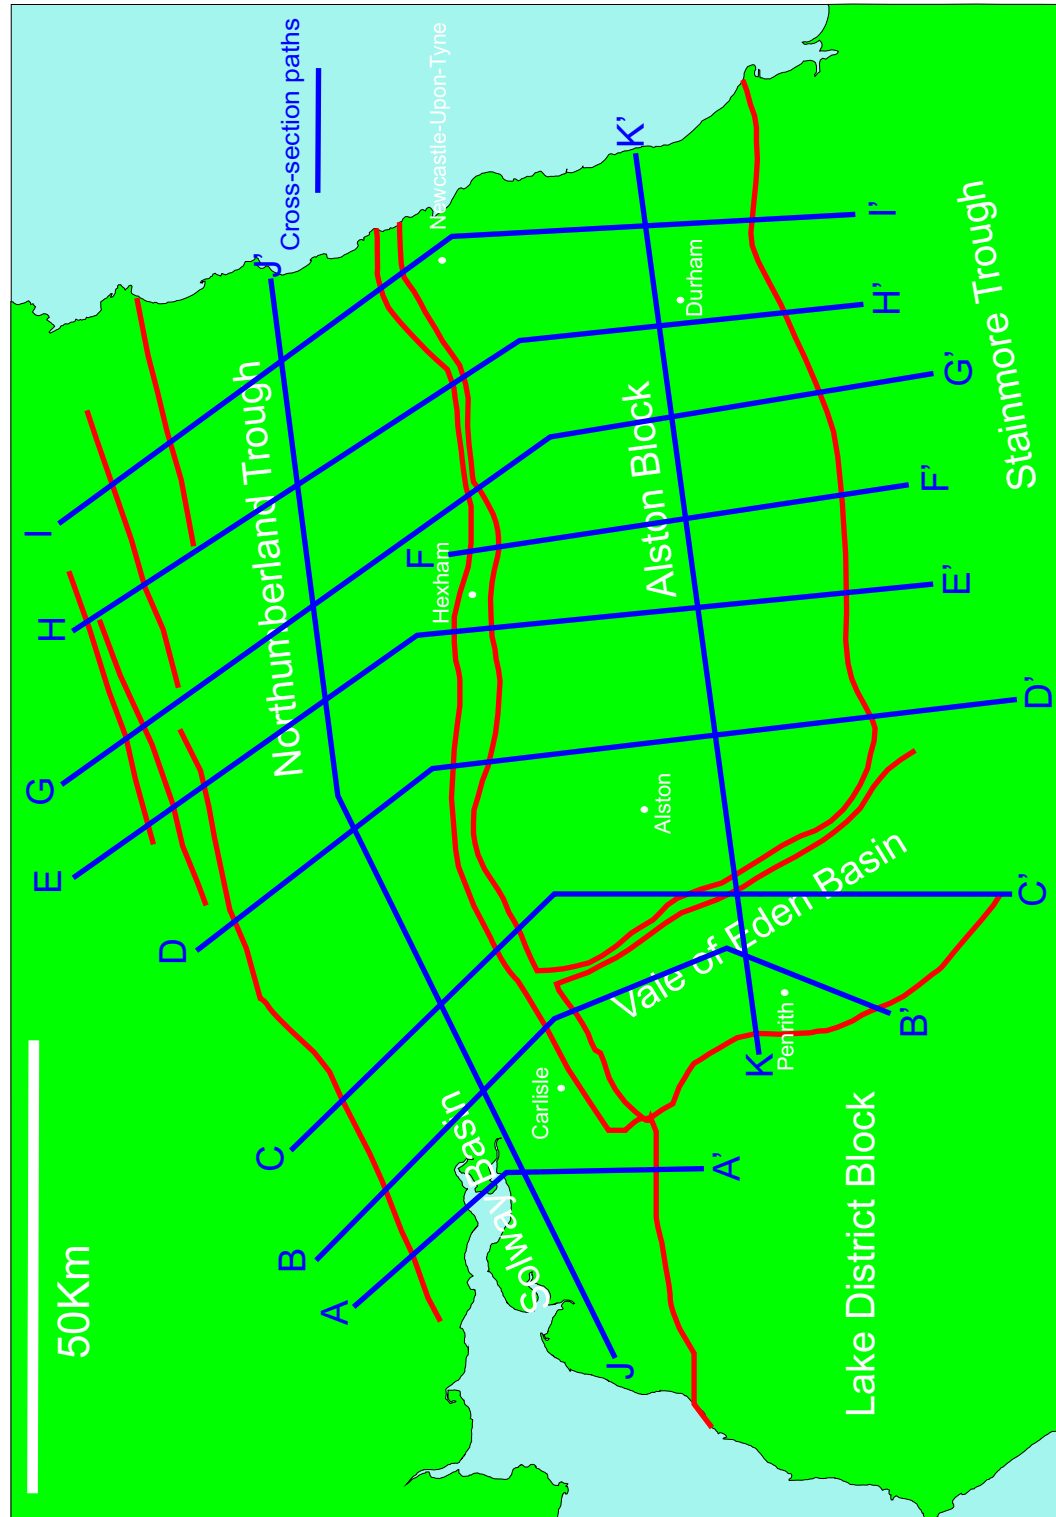 50Km
Cross-section paths
Newcastle-Upon-Tyne
Northumberland Trough
Hexham
Durham
Alston Block
Alston
Carlisle
Solway Basin
Vale of Eden Basin
Penrith
Lake District Block
Stainmore Trough
A
A'
B
B'
C
C'
D
D'
E
E'
F
F'
G
G'
H
H'
I
I'
J
J'
K
K'